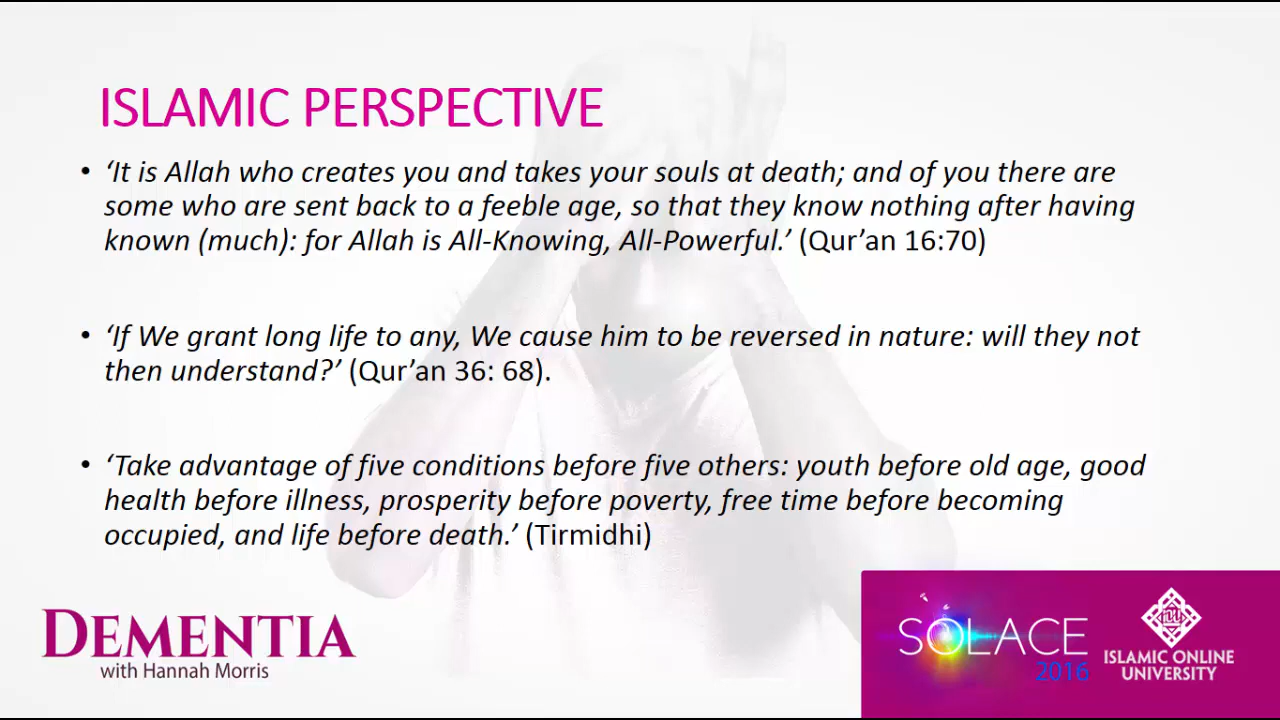 ISLAMIC PERSPECTIVE
• ‘It is Allah who creates you and takes your souls at death; and of you there are
some who are sent back to a feeble age, so that they know nothing after having
known (much): for Allah is All-Knowing, All-Powerful.’ (Qur’an 16:70)
• ‘If We grant long life to any, We cause him to be reversed in nature: will they not
then understand?’ (Qur’an 36: 68).
• ‘Take advantage of five conditions before five others: youth before old age, good
health before illness, prosperity before poverty, free time before becoming
occupied, and life before death.’ (Tirmidhi)
DEMENTIA
with Hannah Morris
SOLACE
2016
IOU
ISLAMIC ONLINE
UNIVERSITY